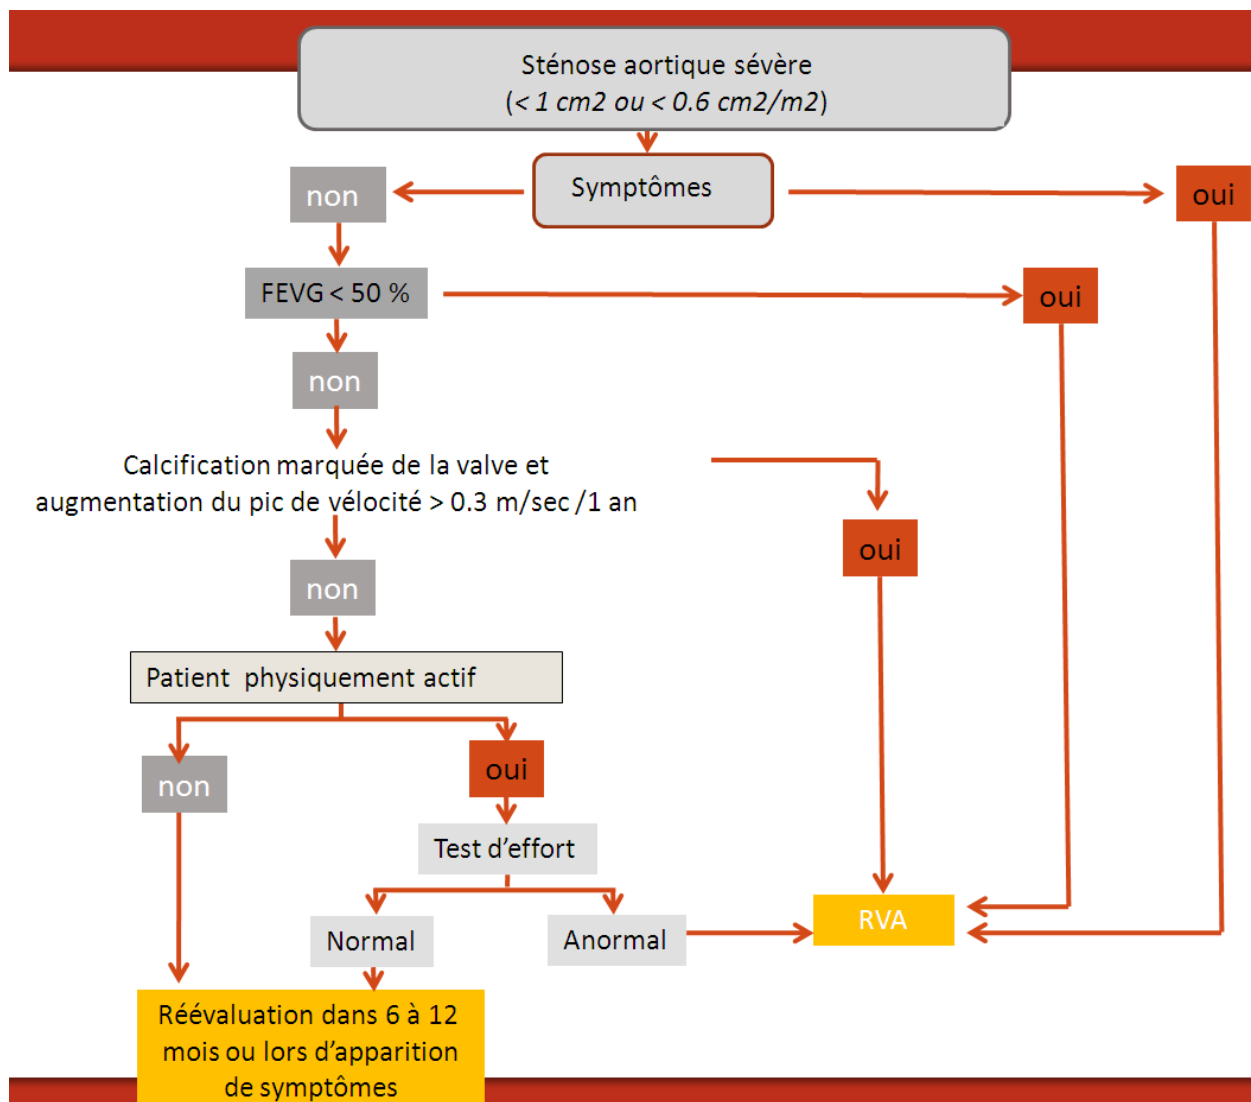 Sténose aortique sévère
(< 1 cm2 ou < 0.6 cm2/m2)
Symptômes
non
oui
FEVG < 50 %
oui
non
Calcification marquée de la valve et
augmentation du pic de vélocité > 0.3 m/sec /1 an
oui
non
Patient physiquement actif
non
oui
Test d’effort
Normal
Anormal
RVA
Réévaluation dans 6 à 12
mois ou lors d’apparition
de symptômes